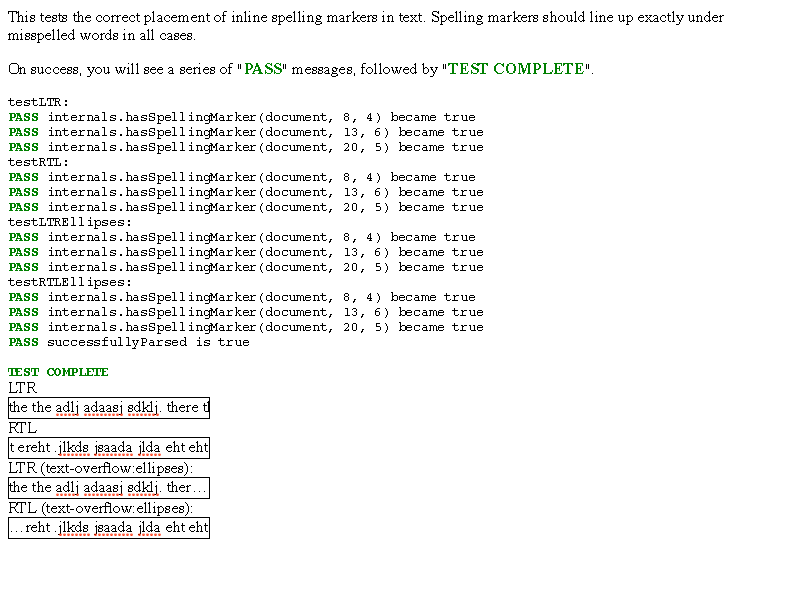 This tests the correct placement of inline spelling markers in text. Spelling markers should line up exactly under
misspelled words in all cases.
On success, you will see a series of "PASS" messages, followed by "TEST COMPLETE".
testLTR:
PASS internals.hasSpellingMarker(document, 8, 4) became true
PASS internals.hasSpellingMarker(document, 13, 6) became true
PASS internals.hasSpellingMarker(document, 20, 5) became true
testRTL:
PASS internals.hasSpellingMarker(document, 8, 4) became true
PASS internals.hasSpellingMarker(document, 13, 6) became true
PASS internals.hasSpellingMarker(document, 20, 5) became true
testLTREllipses:
PASS internals.hasSpellingMarker(document, 8, 4) became true
PASS internals.hasSpellingMarker(document, 13, 6) became true
PASS internals.hasSpellingMarker(document, 20, 5) became true
testRTLEllipses:
PASS internals.hasSpellingMarker(document, 8, 4) became true
PASS internals.hasSpellingMarker(document, 13, 6) became true
PASS internals.hasSpellingMarker(document, 20, 5) became true
PASS successfullyParsed is true
TEST COMPLETE
LTR
the the adlj adaasj sdklj. there t
RTL
t ereht .jlkds jsaada jlda eht eht
LTR (text-overflow:ellipses):
the the adlj adaasj sdklj. ther…
RTL (text-overflow:ellipses):
…reht .jlkds jsaada jlda eht eht